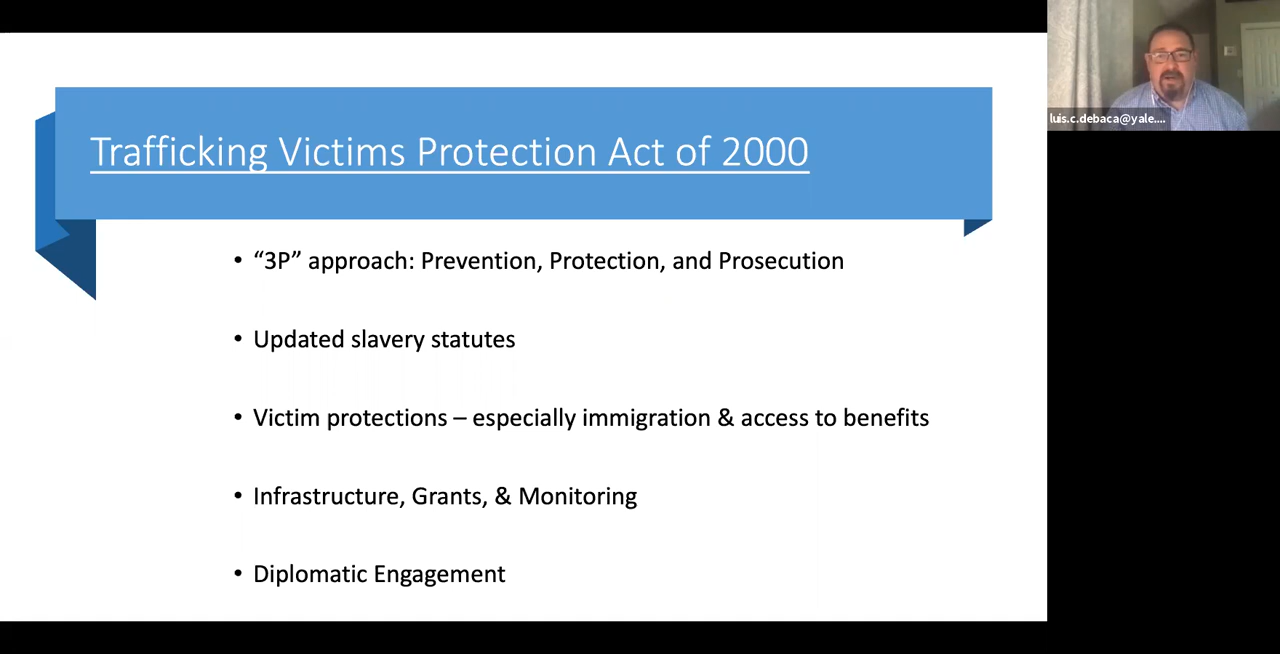 Trafficking Victims Protection Act of 2000
• “3P” approach: Prevention, Protection, and Prosecution
• Updated slavery statutes
• Victim protections – especially immigration & access to benefits
• Infrastructure, Grants, & Monitoring
• Diplomatic Engagement
luis.c.debaca@yale....